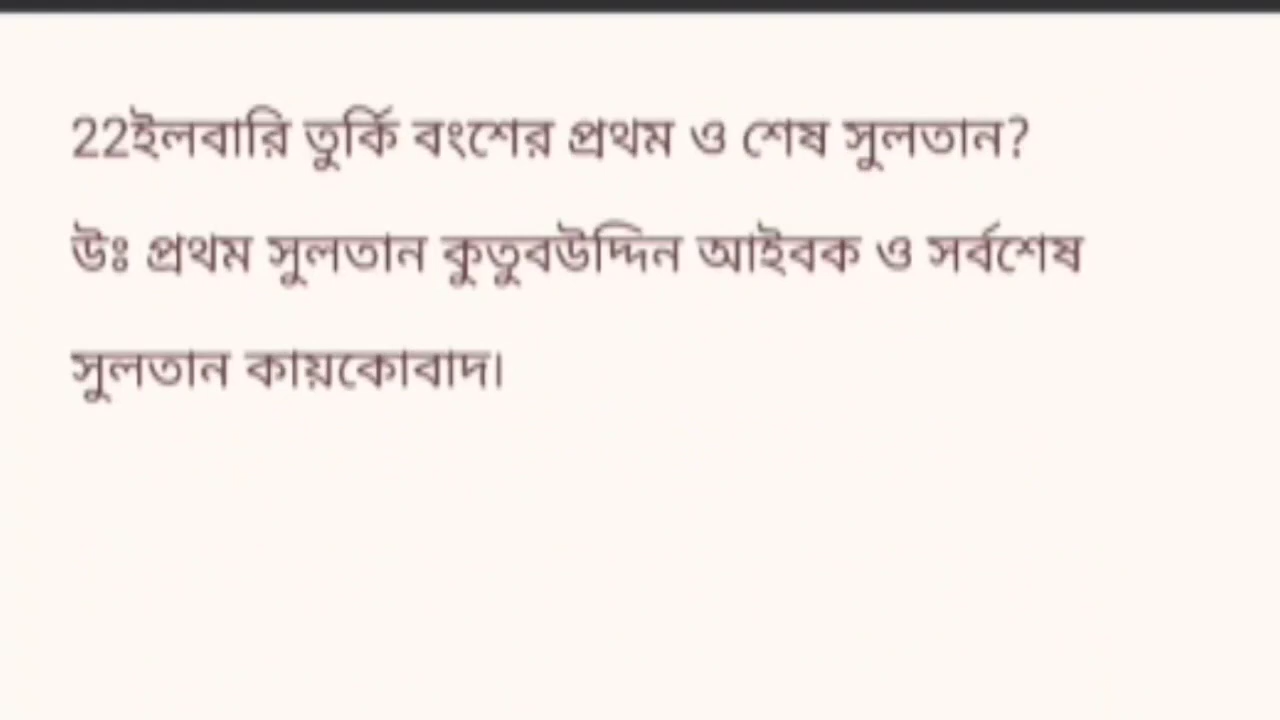 22ইলবারি তুর্কি বংশের প্রথম ও শেষ সুলতান?
উঃ প্রথম সুলতান কুতুবউদ্দিন আইবক ও সর্বশেষ
সুলতান কায়কোবাদ।